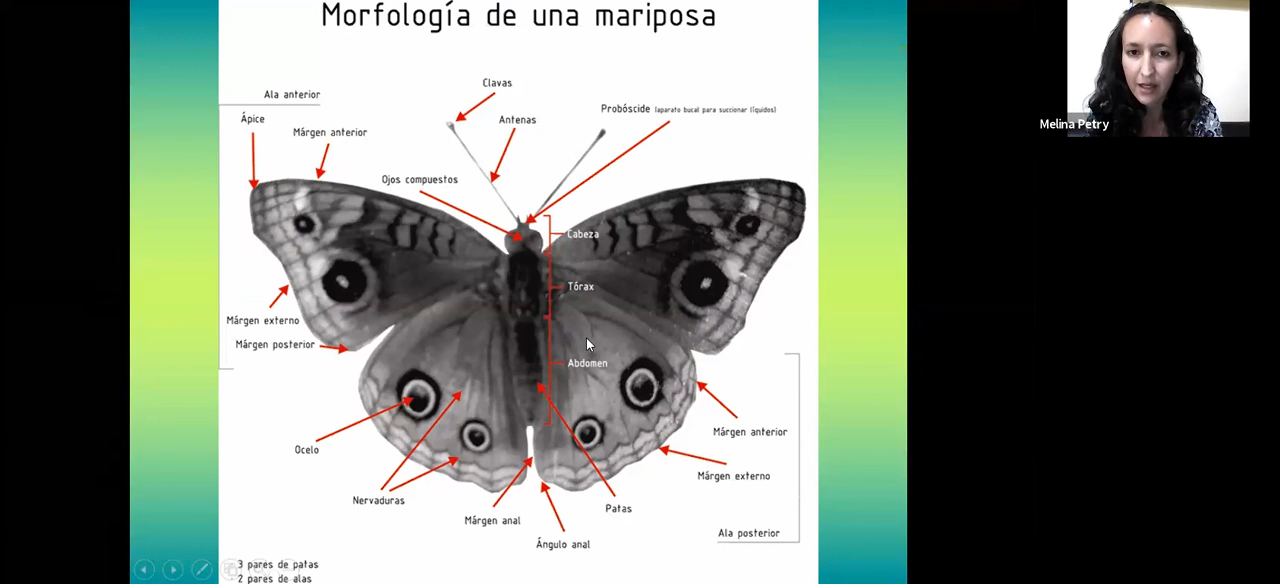 Morfología de una mariposa
Clavas
Ala anterior
Probóscide (aparato bucal para succionar líquidos)
Ápice
Antenas
Melina Petry
Márgen anterior
Ojos compuestos
Cabeza
Tórax
Márgen externo
Márgen posterior
Abdomen
Márgen anterior
Ocelo
Márgen externo
Nervaduras
Patas
Márgen anal
Ala posterior
Ángulo anal
3 pares de patas
2 pares de alas